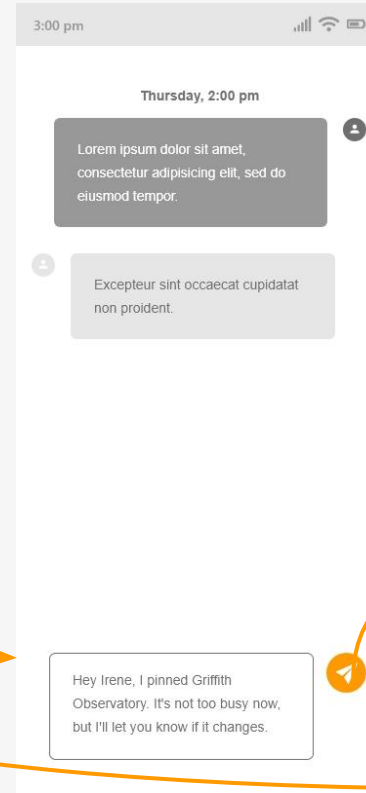 3:00 pm
Thursday, 2:00 pm
Lorem ipsum dolor sit amet,
consectetur adipisicing elit, sed do
eiusmod tempor.
Excepteur sint occaecat cupidatat
non proident.
Hey Irene, I pinned Griffith
Observatory. It's not too busy now,
but I'll let you know if it changes.